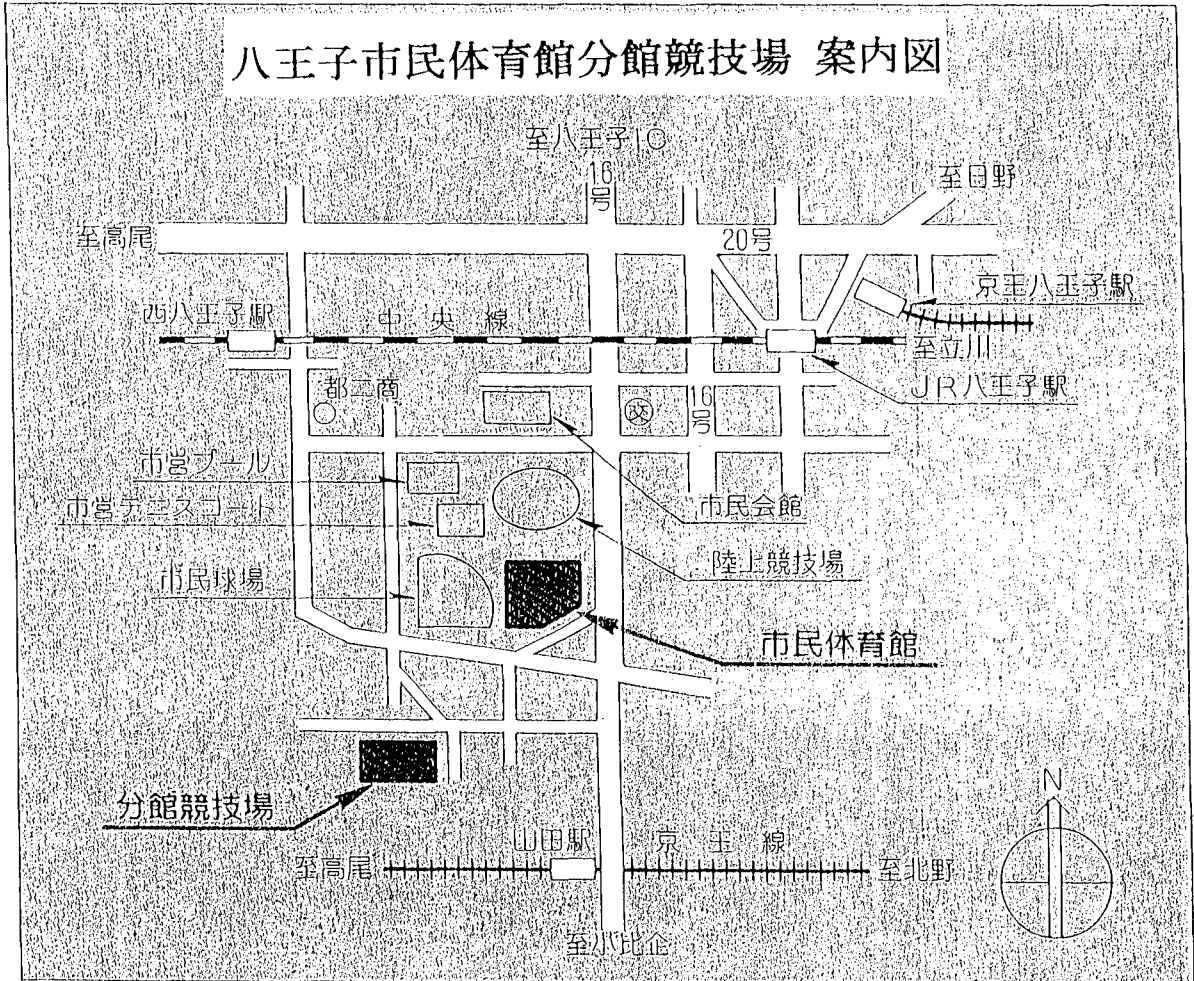 八王子市民体育館分館競技場 案内図
至八王子IC
16号
至日野
至高尾
20号
京王八王子駅
西八王子駅
中央線
至立川
JR八王子駅
都二商
16号
市営プール
市営テニスコート
市民会館
市民球場
陸上競技場
市民体育館
分館競技場
N
山田駅
京王線
至高尾
至北野
至小比企